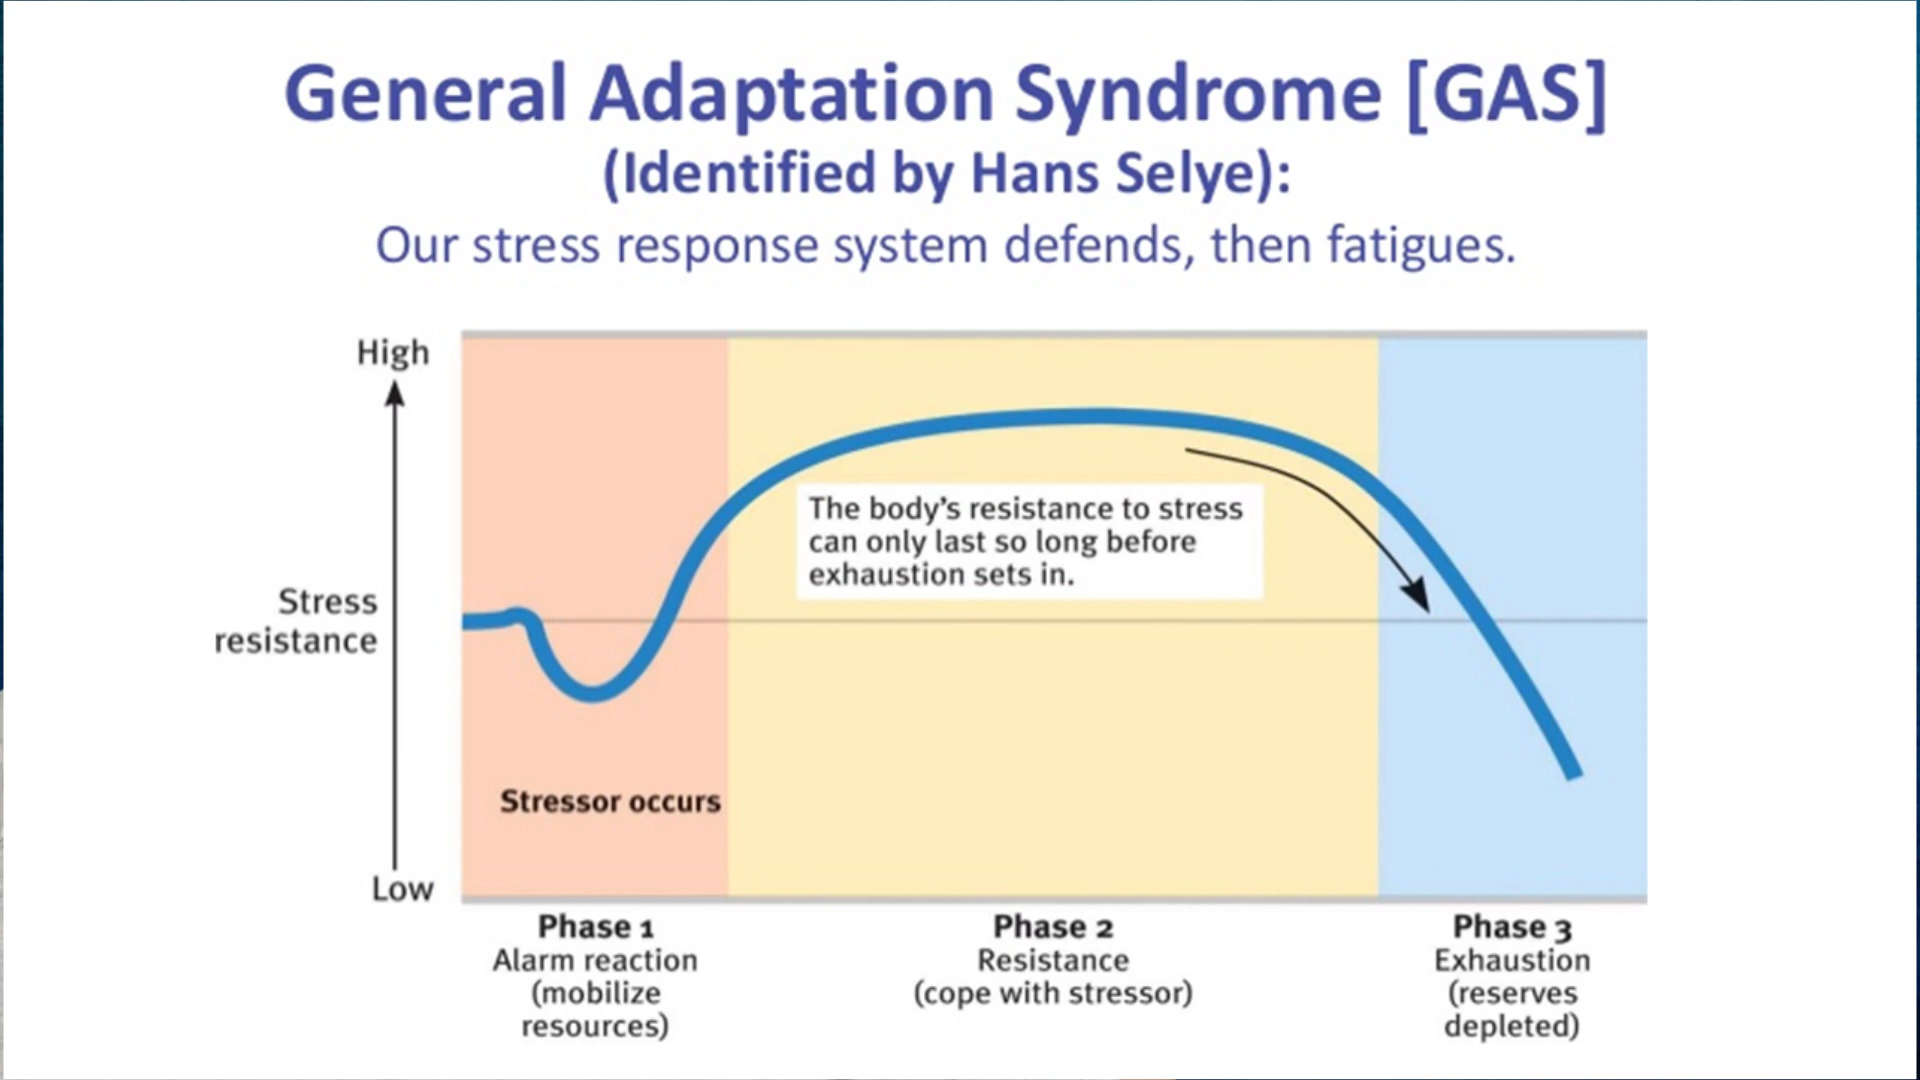 General Adaptation Syndrome [GAS]
(Identified by Hans Selye):
Our stress response system defends, then fatigues.
High
Stress
resistance
Low
The body's resistance to stress
can only last so long before
exhaustion sets in.
Stressor occurs
Phase 1
Alarm reaction
(mobilize
resources)
Phase 2
Resistance
(cope with stressor)
Phase 3
Exhaustion
(reserves
depleted)